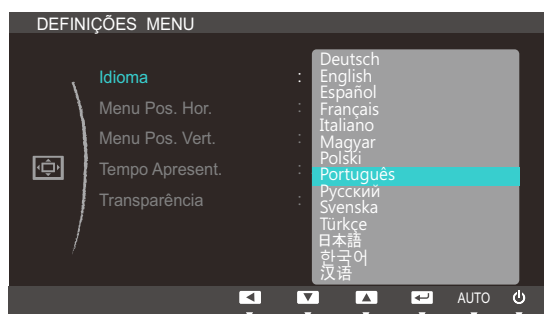 DEFINIÇÕES MENU
Idioma :
Menu Pos. Hor. :
Menu Pos. Vert. :
Tempo Apresent. :
Transparência :
Deutsch
English
Español
Français
Italiano
Magyar
Polski
Português
Русский
Svenska
Türkçe
日本語
한국어
汉语
AUTO